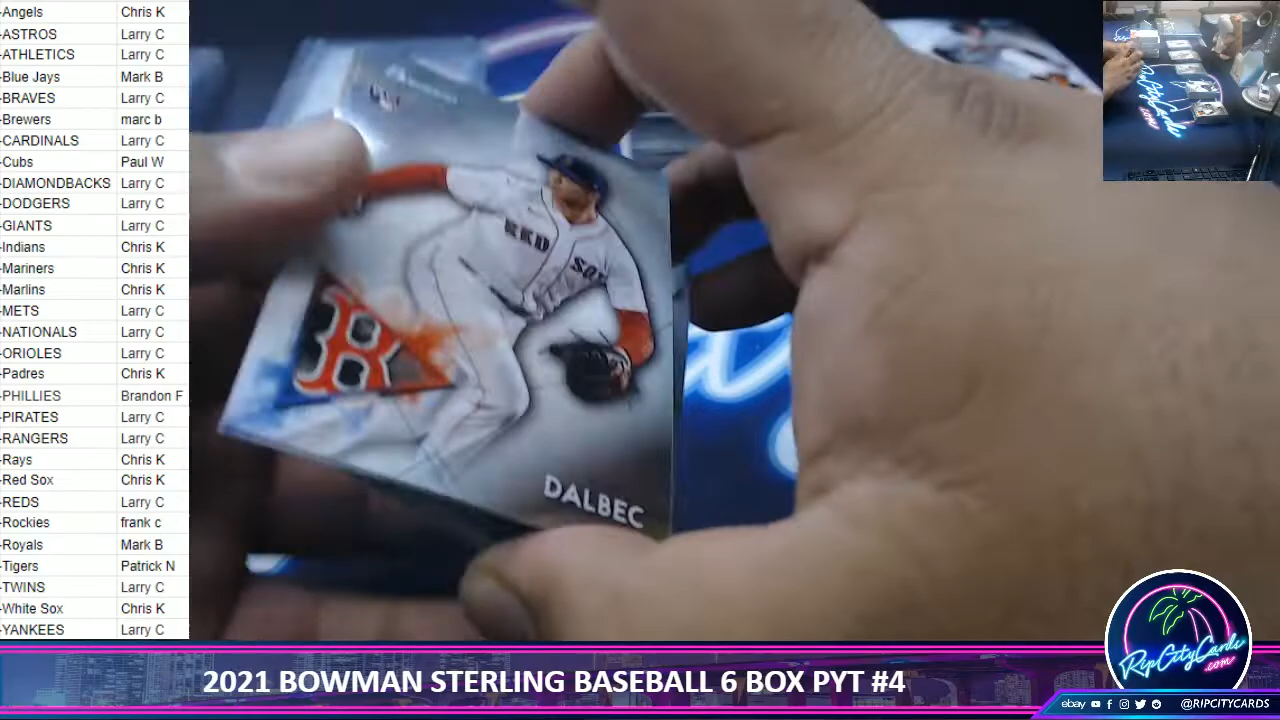 -Angels Chris K
-ASTROS Larry C
-ATHLETICS Larry C
-Blue Jays Mark B
-BRAVES Larry C
-Brewers marc b
-CARDINALS Larry C
-Cubs Paul W
-DIAMONDBACKS Larry C
-DODGERS Larry C
-GIANTS Larry C
-Indians Chris K
-Mariners Chris K
-Marlins Chris K
-METS Larry C
-NATIONALS Larry C
-ORIOLES Larry C
-Padres Chris K
-PHILLIES Brandon F
-PIRATES Larry C
-RANGERS Larry C
-Rays Chris K
-Red Sox Chris K
-REDS Larry C
-Rockies frank c
-Royals Mark B
-Tigers Patrick N
-TWINS Larry C
-White Sox Chris K
-YANKEES Larry C
RED SOX
B
DALBEC
RipCityCards
.com
2021 BOWMAN STERLING BASEBALL 6 BOX PYT #4
RipCityCards
.com
ebay @RIPCITYCARDS